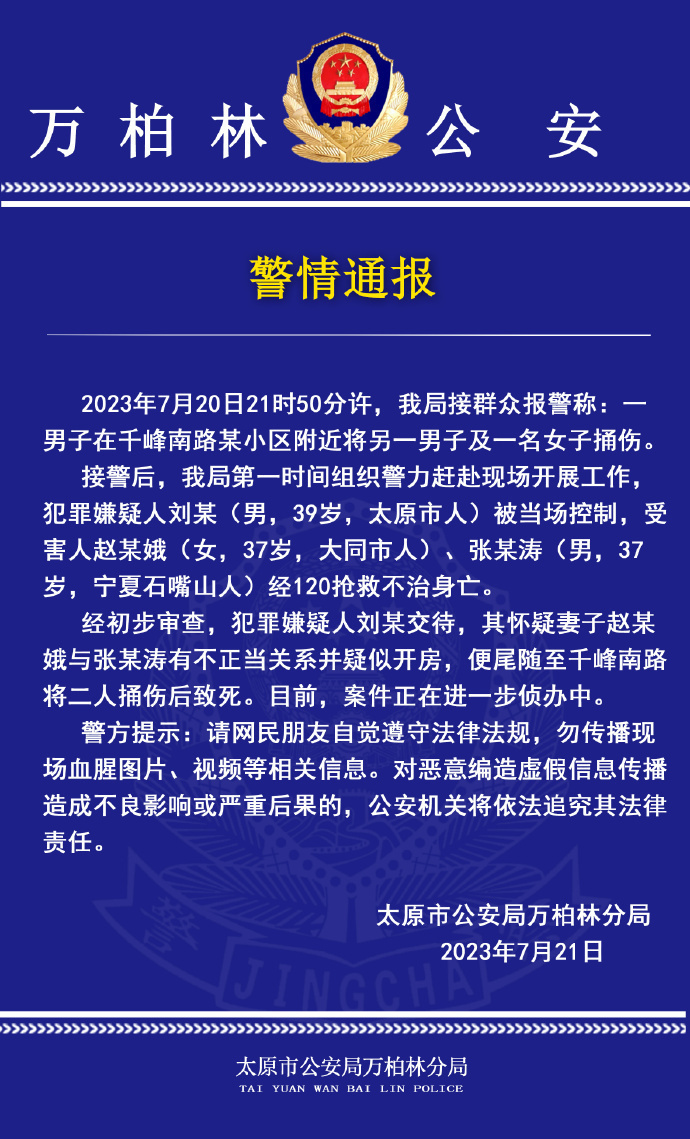 万柏林公安
警情通报
2023年7月20日21时50分许，我局接群众报警称：一
男子在千峰南路某小区附近将另一男子及一名女子捅伤。
接警后，我局第一时间组织警力赶赴现场开展工作，
犯罪嫌疑人刘某（男，39岁，太原市人）被当场控制，受
害人赵某娥（女，37岁，大同市人）、张某涛（男，37
岁，宁夏石嘴山人）经120抢救不治身亡。
经初步审查，犯罪嫌疑人刘某交待，其怀疑妻子赵某
娥与张某涛有不正当关系并疑似开房，便尾随至千峰南路
将二人捅伤后致死。目前，案件正在进一步侦办中。
警方提示：请网民朋友自觉遵守法律法规，勿传播现
场血腥图片、视频等相关信息。对恶意编造虚假信息传播
造成不良影响或严重后果的，公安机关将依法追究其法律
责任。
太原市公安局万柏林分局
2023年7月21日
警
JINGCHA
太原市公安局万柏林分局
TAI YUAN WAN BAI LIN POLICE